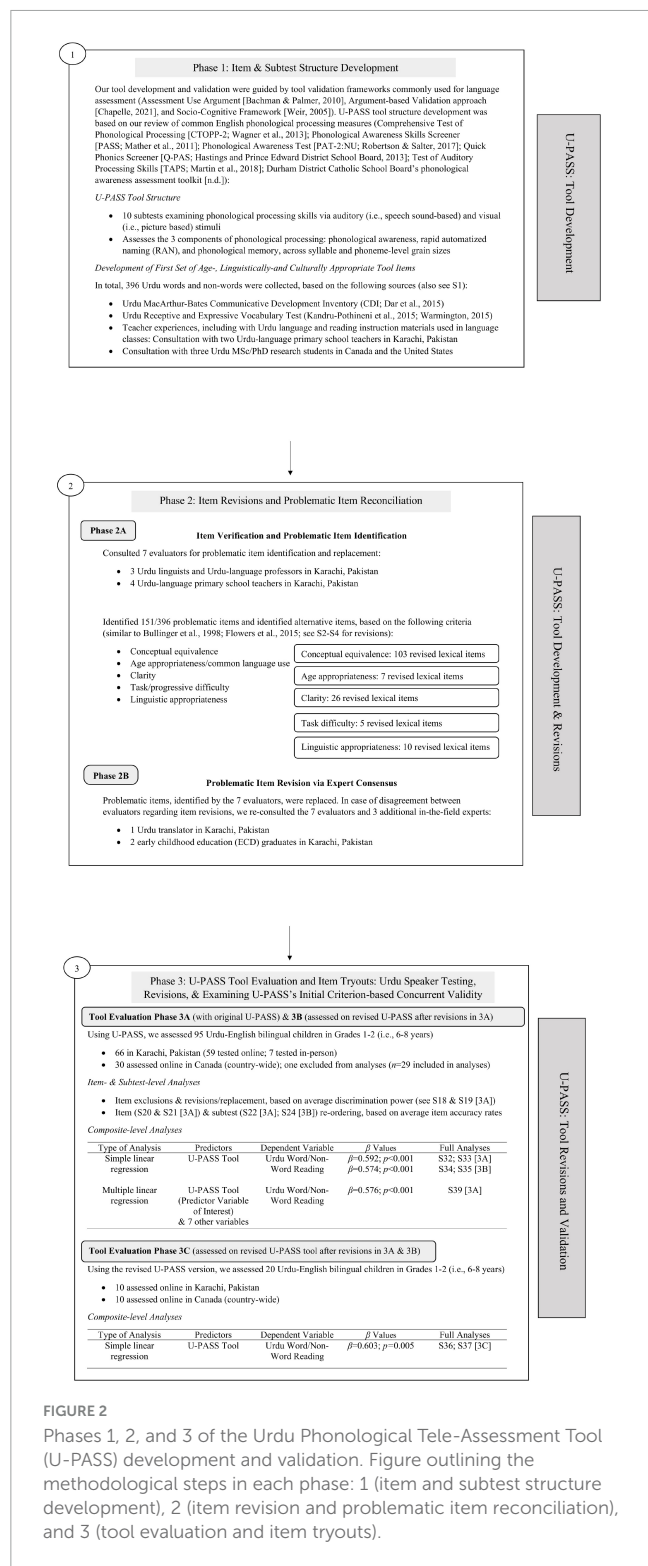 1
Phase 1: Item & Subtest Structure Development
Our tool development and validation were guided by tool validation frameworks commonly used for language
assessment (Assessment Use Argument [Bachman & Palmer, 2010], Argument-based Validation approach
[Chapelle, 2021], and Socio-Cognitive Framework [Weir, 2005]). U-PASS tool structure development was
based on our review of common English phonological processing measures (Comprehensive Test of
Phonological Processing [CTOPP-2; Wagner et al., 2013]; Phonological Awareness Skills Screener
[PASS; Mather et al., 2011]; Phonological Awareness Test [PAT-2:NU; Robertson & Salter, 2017]; Quick
Phonics Screener [Q-PAS; Hastings and Prince Edward District School Board, 2013]; Test of Auditory
Processing Skills [TAPS; Martin et al., 2018]; Durham District Catholic School Board's phonological
awareness assessment toolkit [n.d.]):
U-PASS Tool Structure
• 10 subtests examining phonological processing skills via auditory (i.e., speech sound-based) and visual
(i.e., picture based) stimuli
• Assesses the 3 components of phonological processing: phonological awareness, rapid automatized
naming (RAN), and phonological memory, across syllable and phoneme-level grain sizes
Development of First Set of Age-, Linguistically-and Culturally Appropriate Tool Items
In total, 396 Urdu words and non-words were collected, based on the following sources (also see S1):
• Urdu MacArthur-Bates Communicative Development Inventory (CDI; Dar et al., 2015)
• Urdu Receptive and Expressive Vocabulary Test (Kandru-Pothineni et al., 2015; Warmington, 2015)
• Teacher experiences, including with Urdu language and reading instruction materials used in language
classes: Consultation with two Urdu-language primary school teachers in Karachi, Pakistan
• Consultation with three Urdu MSc/PhD research students in Canada and the United States
U-PASS: Tool Development
2
Phase 2: Item Revisions and Problematic Item Reconciliation
Phase 2A
Item Verification and Problematic Item Identification
Consulted 7 evaluators for problematic item identification and replacement:
• 3 Urdu linguists and Urdu-language professors in Karachi, Pakistan
• 4 Urdu-language primary school teachers in Karachi, Pakistan
Identified 151/396 problematic items and identified alternative items, based on the following criteria
(similar to Bullinger et al., 1998; Flowers et al., 2015; see S2-S4 for revisions):
• Conceptual equivalence
• Age appropriateness/common language use
• Clarity
• Task/progressive difficulty
• Linguistic appropriateness
Conceptual equivalence: 103 revised lexical items
Age appropriateness: 7 revised lexical items
Clarity: 26 revised lexical items
Task difficulty: 5 revised lexical items
Linguistic appropriateness: 10 revised lexical items
Phase 2B
Problematic Item Revision via Expert Consensus
Problematic items, identified by the 7 evaluators, were replaced. In case of disagreement between
evaluators regarding item revisions, we re-consulted the 7 evaluators and 3 additional in-the-field experts:
• 1 Urdu translator in Karachi, Pakistan
• 2 early childhood education (ECD) graduates in Karachi, Pakistan
U-PASS: Tool Development & Revisions
3
Phase 3: U-PASS Tool Evaluation and Item Tryouts: Urdu Speaker Testing,
Revisions, & Examining U-PASS's Initial Criterion-based Concurrent Validity
Tool Evaluation Phase 3A (with original U-PASS) & 3B (assessed on revised U-PASS after revisions in 3A)
Using U-PASS, we assessed 95 Urdu-English bilingual children in Grades 1-2 (i.e., 6-8 years)
• 66 in Karachi, Pakistan (59 tested online; 7 tested in-person)
• 30 assessed online in Canada (country-wide); one excluded from analyses (n=29 included in analyses)
Item- & Subtest-level Analyses
• Item exclusions & revisions/replacement, based on average discrimination power (see S18 & S19 [3A])
• Item (S20 & S21 [3A]) & subtest (S22 [3A]; S24 [3B]) re-ordering, based on average item accuracy rates
Composite-level Analyses
Type of Analysis Predictors Dependent Variable β Values Full Analyses
Simple linear U-PASS Tool Urdu Word/Non- β=0.592; p<0.001 S32; S33 [3A]
regression Word Reading β=0.574; p<0.001 S34; S35 [3B]
Multiple linear U-PASS Tool Urdu Word/Non- β=0.576; p<0.001 S39 [3A]
regression (Predictor Variable Word Reading
of Interest)
& 7 other variables
Tool Evaluation Phase 3C (assessed on revised U-PASS tool after revisions in 3A & 3B)
Using the revised U-PASS version, we assessed 20 Urdu-English bilingual children in Grades 1-2 (i.e., 6-8 years)
• 10 assessed online in Karachi, Pakistan
• 10 assessed online in Canada (country-wide)
Composite-level Analyses
Type of Analysis Predictors Dependent Variable β Values Full Analyses
Simple linear U-PASS Tool Urdu Word/Non- β=0.603; p=0.005 S36; S37 [3C]
regression Word Reading
U-PASS: Tool Revisions and Validation
FIGURE 2
Phases 1, 2, and 3 of the Urdu Phonological Tele-Assessment Tool
(U-PASS) development and validation. Figure outlining the
methodological steps in each phase: 1 (item and subtest structure
development), 2 (item revision and problematic item reconciliation),
and 3 (tool evaluation and item tryouts).